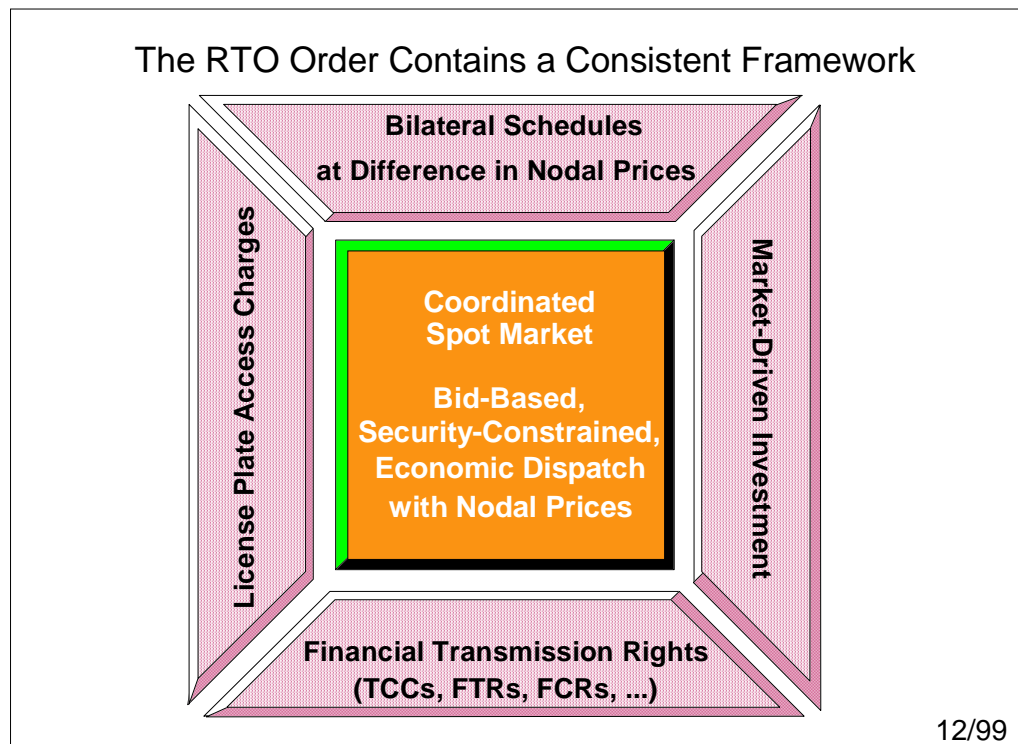 The RTO Order Contains a Consistent Framework
Bilateral Schedules
at Difference in Nodal Prices
License Plate Access Charges
Coordinated
Spot Market
Bid-Based,
Security-Constrained,
Economic Dispatch
with Nodal Prices
Market-Driven Investment
Financial Transmission Rights
(TCCs, FTRs, FCRs, ...)
12/99